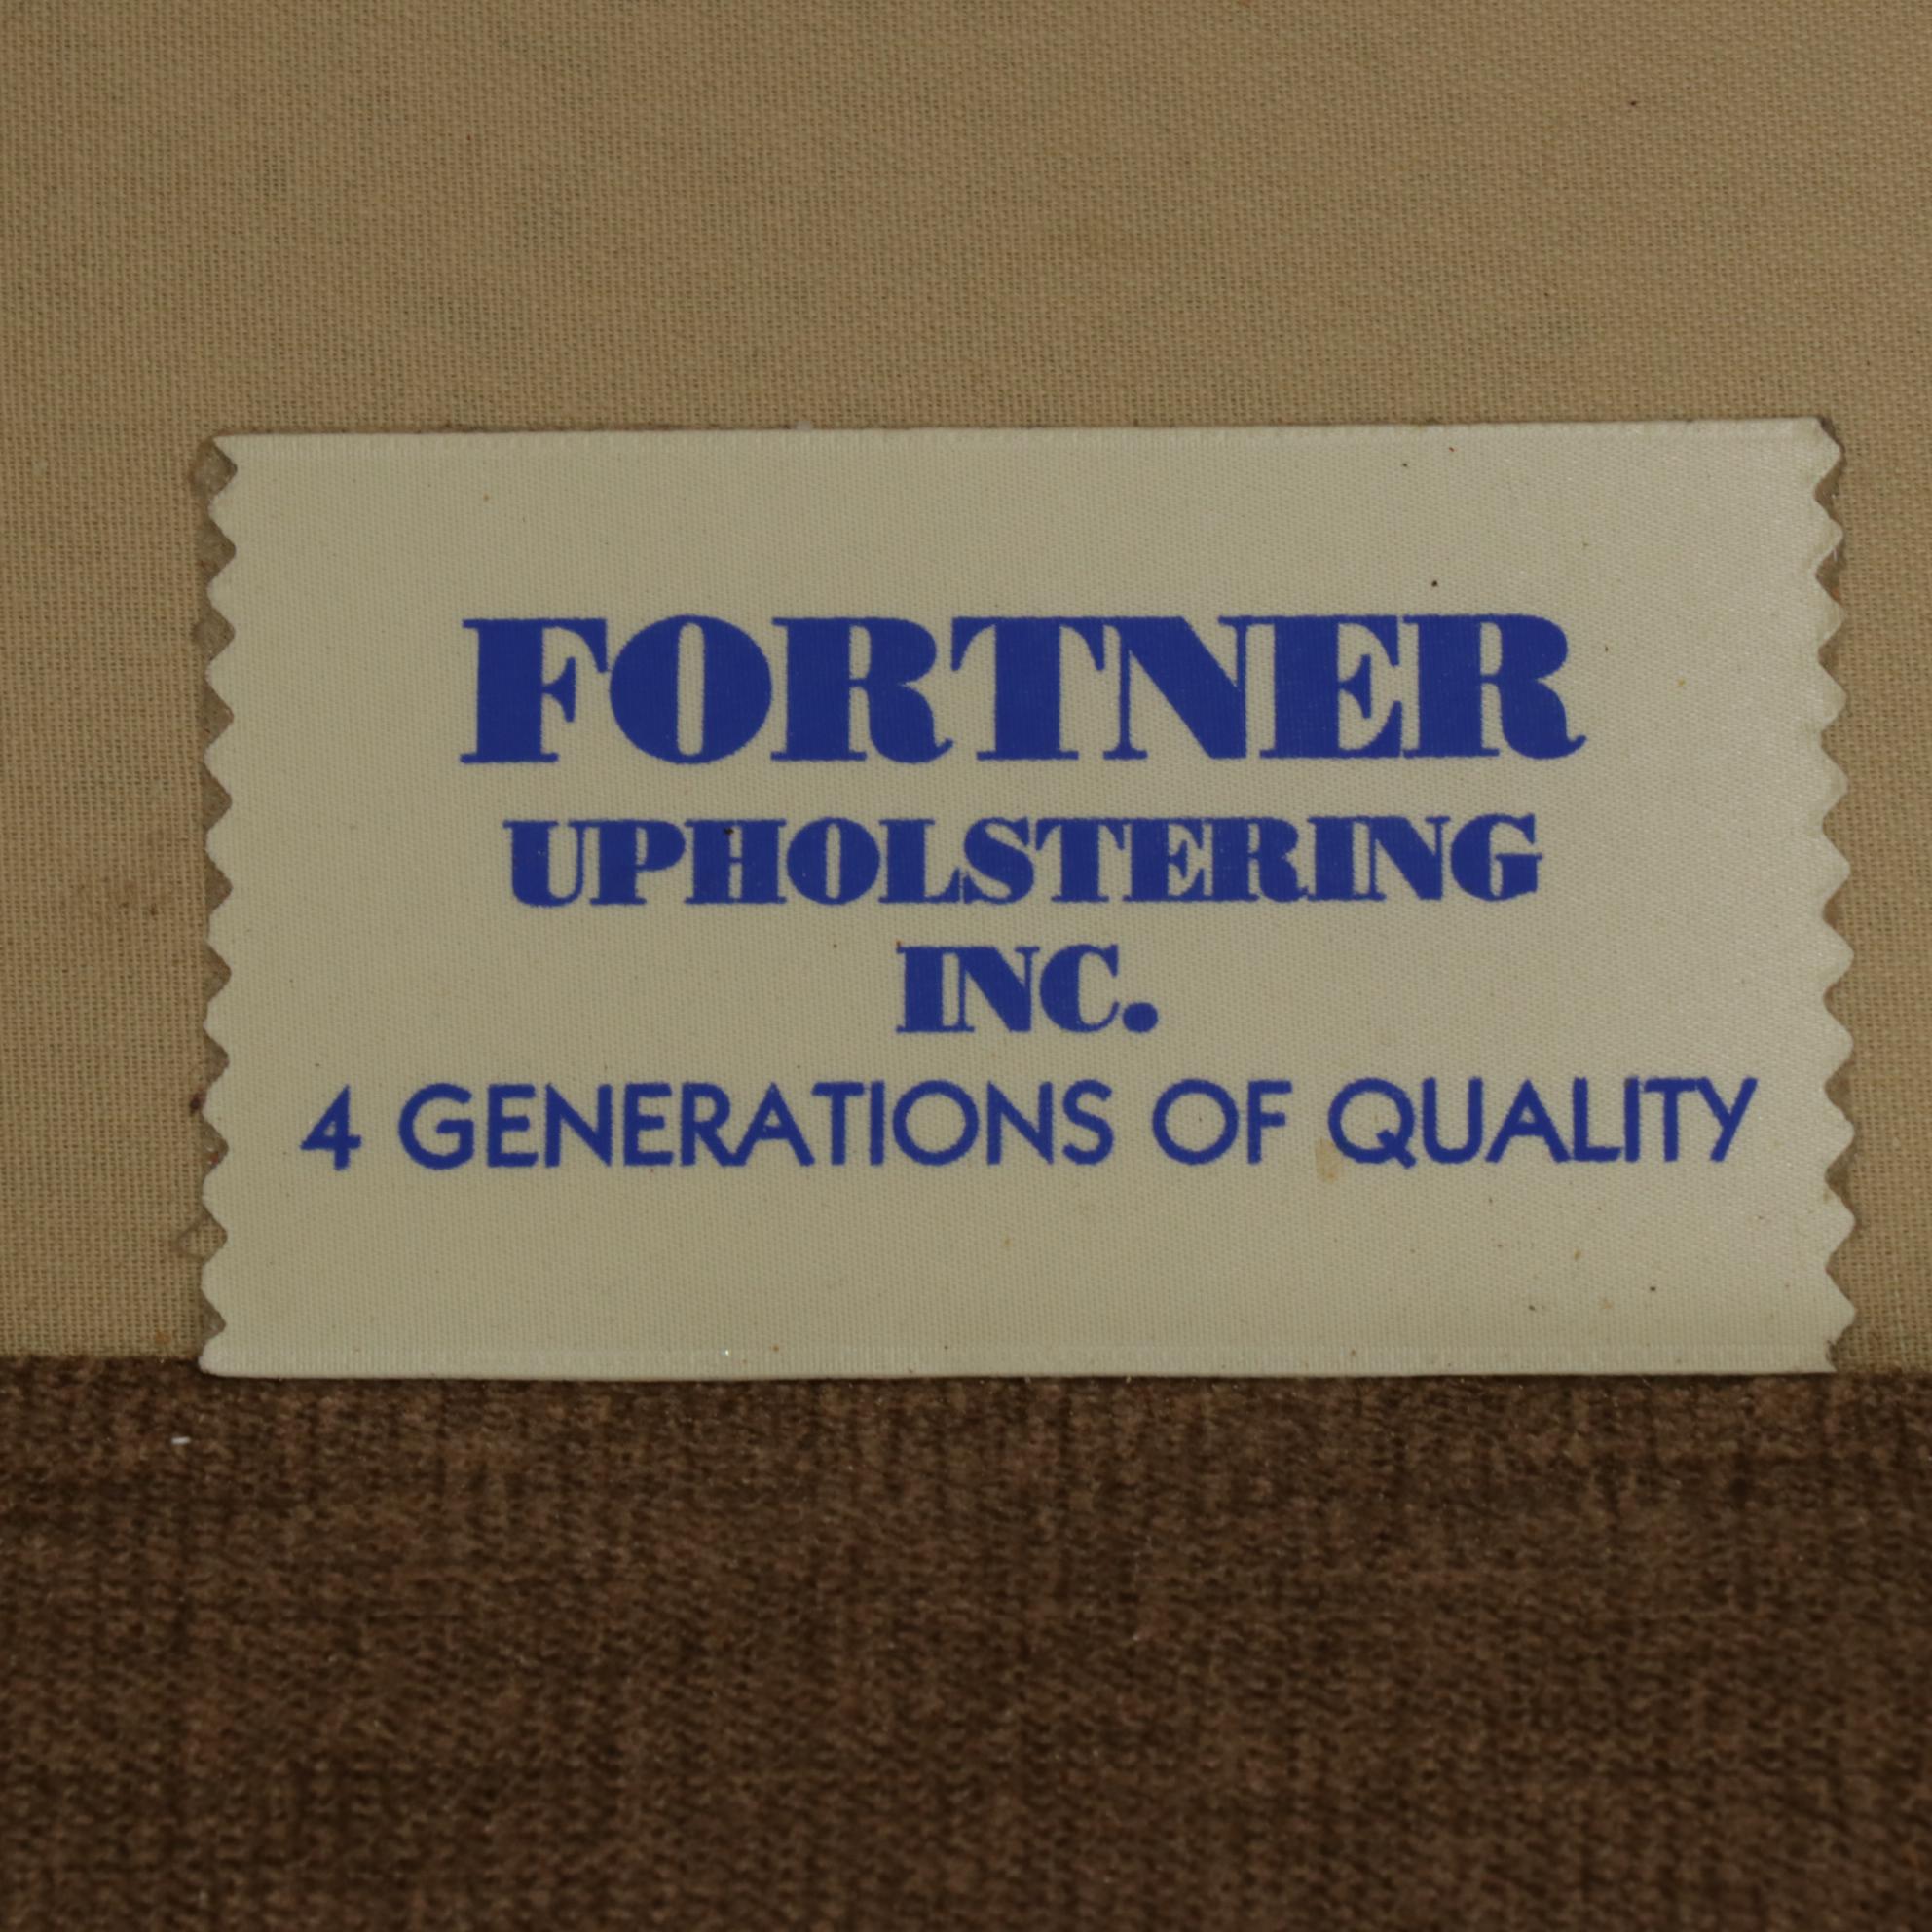 FORTNER
UPHOLSTERING
INC.
4 GENERATIONS OF QUALITY